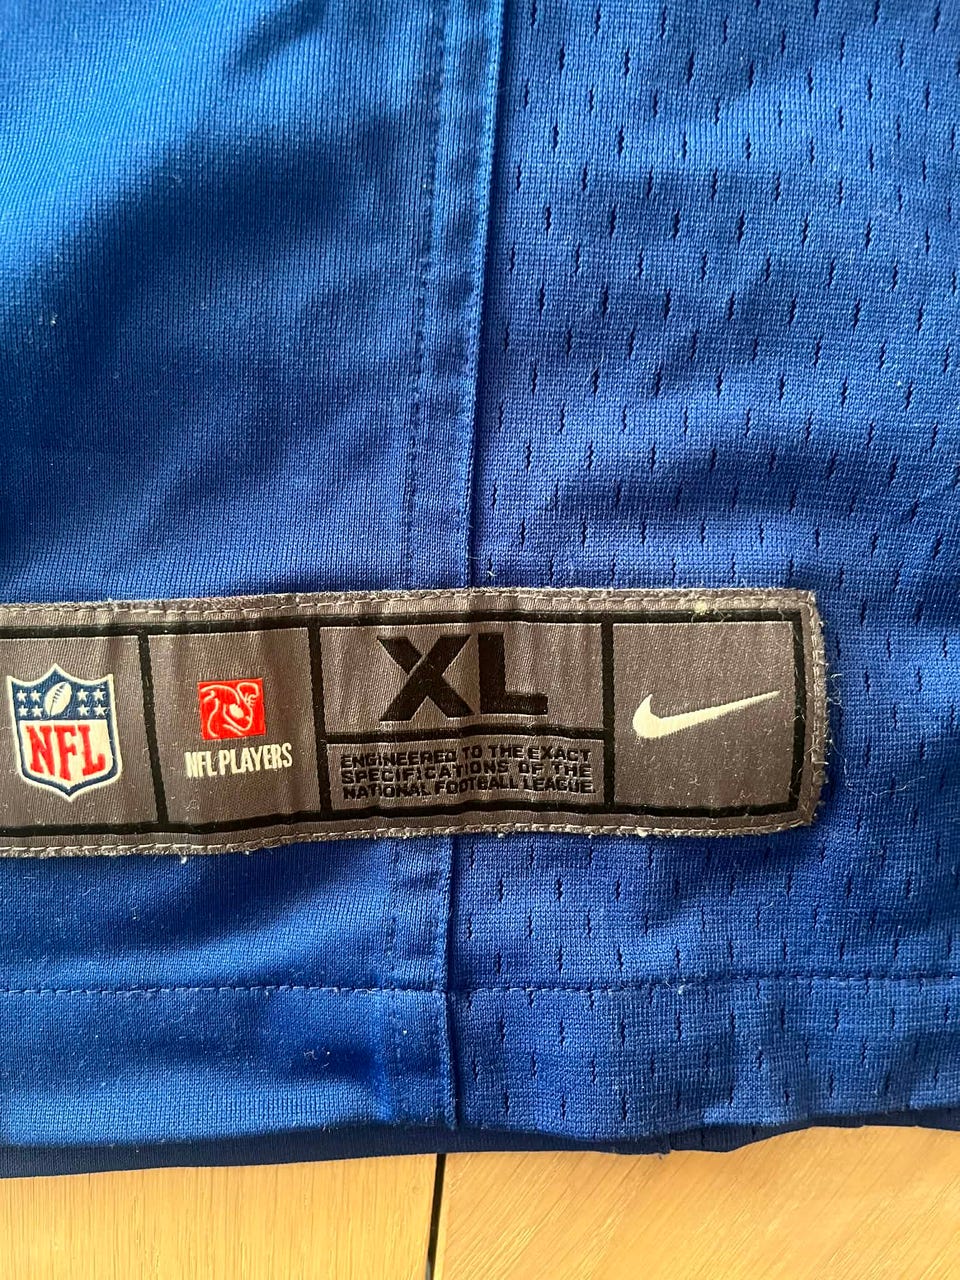 NFL
NFL PLAYERS
XL
ENGINEERED TO THE EXACT
SPECIFICATIONS OF THE
NATIONAL FOOTBALL LEAGUE.